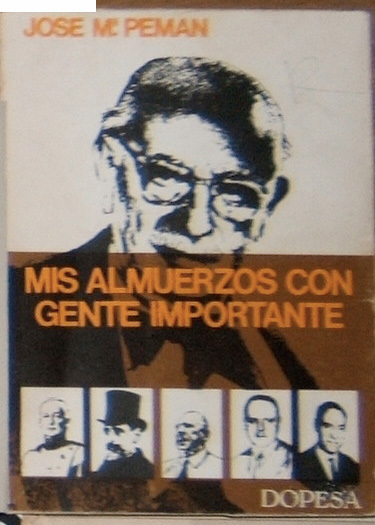 JOSE Mª PEMAN
MIS ALMUERZOS CON
GENTE IMPORTANTE
DOPESA